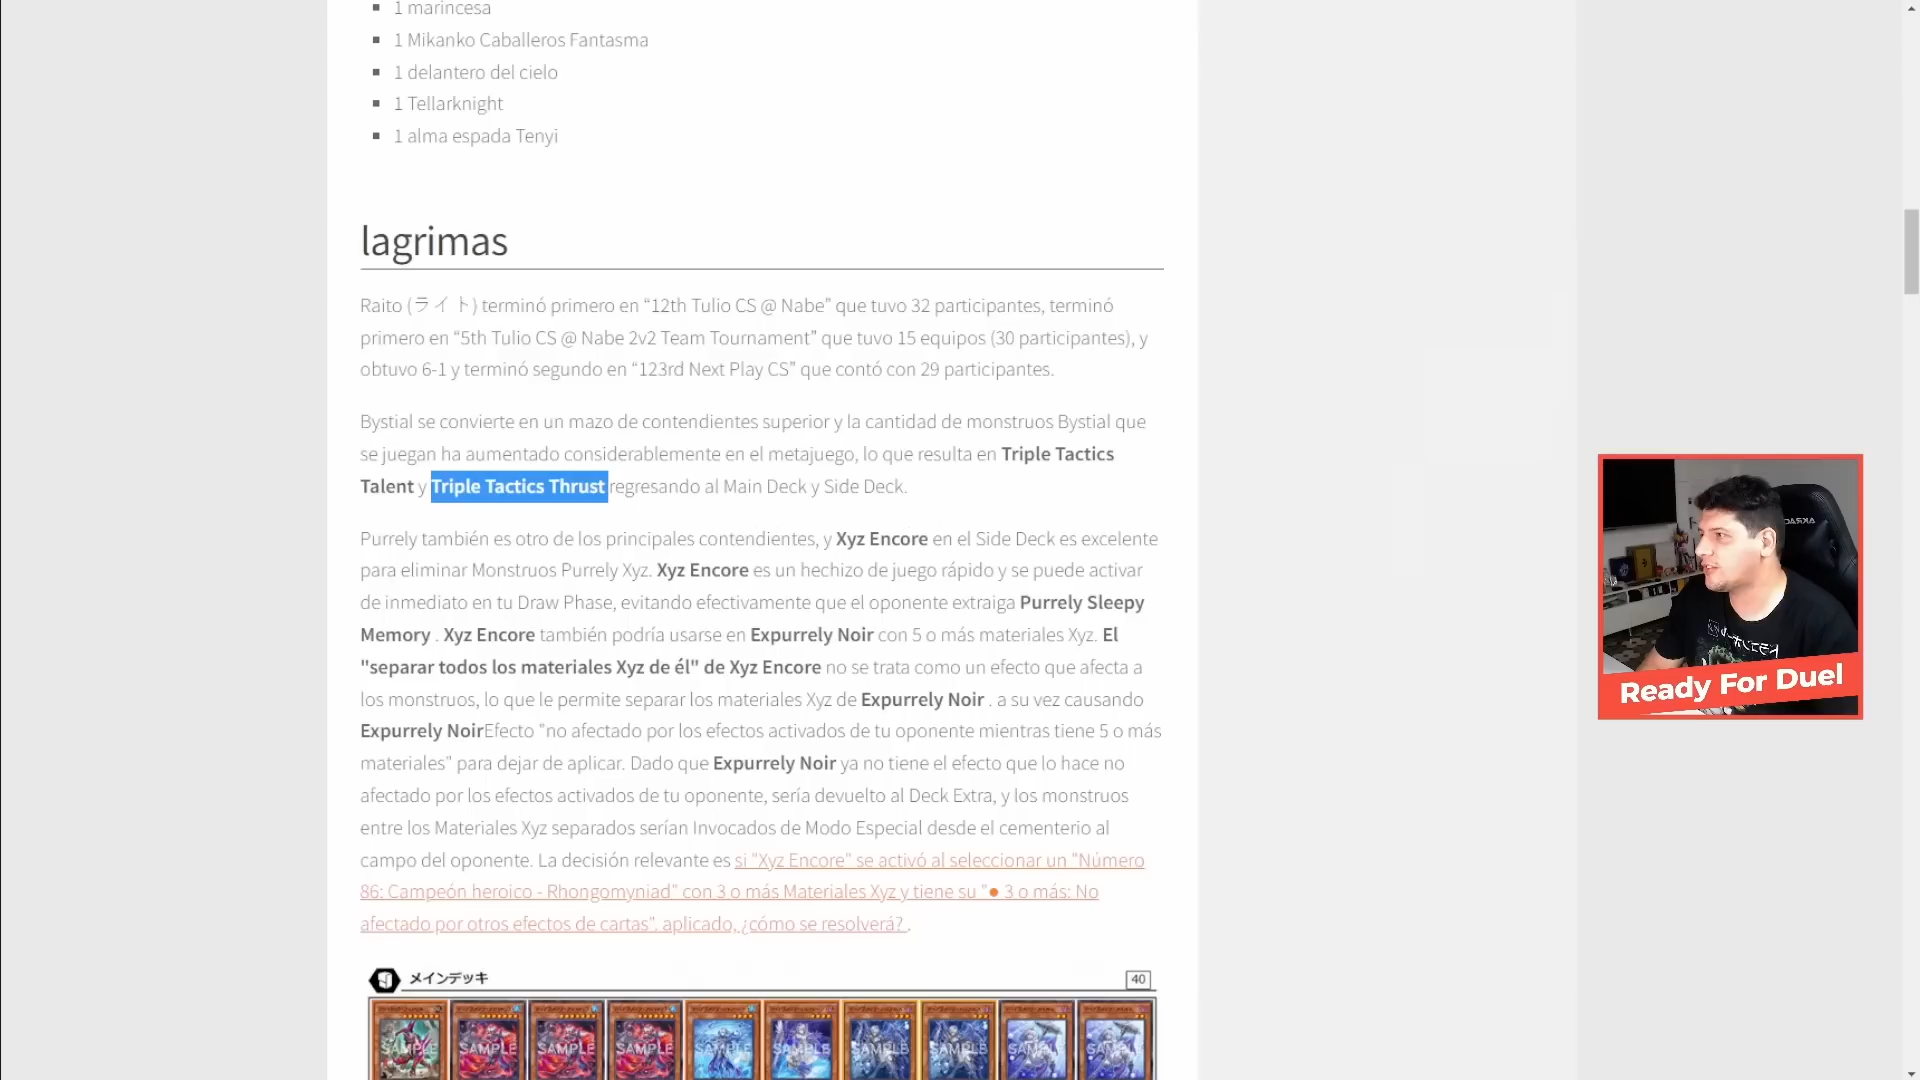 1 marincesa
1 Mikanko Caballeros Fantasma
1 delantero del cielo
1 Tellarknight
1 alma espada Tenyi
lagrimas
Raito (ライト) terminó primero en “12th Tulio CS @ Nabe” que tuvo 32 participantes, terminó
primero en “5th Tulio CS @ Nabe 2v2 Team Tournament” que tuvo 15 equipos (30 participantes), y
obtuvo 6-1 y terminó segundo en “123rd Next Play CS” que contó con 29 participantes.
Bystial se convierte en un mazo de contendientes superior y la cantidad de monstruos Bystial que
se juegan ha aumentado considerablemente en el metajuego, lo que resulta en Triple Tactics
Talent y Triple Tactics Thrust regresando al Main Deck y Side Deck.
Purrely también es otro de los principales contendientes, y Xyz Encore en el Side Deck es excelente
para eliminar Monstruos Purrely Xyz. Xyz Encore es un hechizo de juego rápido y se puede activar
de inmediato en tu Draw Phase, evitando efectivamente que el oponente extraiga Purrely Sleepy
Memory . Xyz Encore también podría usarse en Expurrely Noir con 5 o más materiales Xyz. El
"separar todos los materiales Xyz de él" de Xyz Encore no se trata como un efecto que afecta a
los monstruos, lo que le permite separar los materiales Xyz de Expurrely Noir . a su vez causando
Expurrely NoirEfecto "no afectado por los efectos activados de tu oponente mientras tiene 5 o más
materiales" para dejar de aplicar. Dado que Expurrely Noir ya no tiene el efecto que lo hace no
afectado por los efectos activados de tu oponente, sería devuelto al Deck Extra, y los monstruos
entre los Materiales Xyz separados serían Invocados de Modo Especial desde el cementerio al
campo del oponente. La decisión relevante es si "Xyz Encore" se activó al seleccionar un "Número
86: Campeón heroico - Rhongomyniad" con 3 o más Materiales Xyz y tiene su "● 3 o más: No
afectado por otros efectos de cartas". aplicado, ¿cómo se resolverá? .
メインデッキ
40
SAMPLE SAMPLE SAMPLE SAMPLE SAMPLE SAMPLE SAMPLE SAMPLE SAMPLE SAMPLE
AKRACING
Ready For Duel